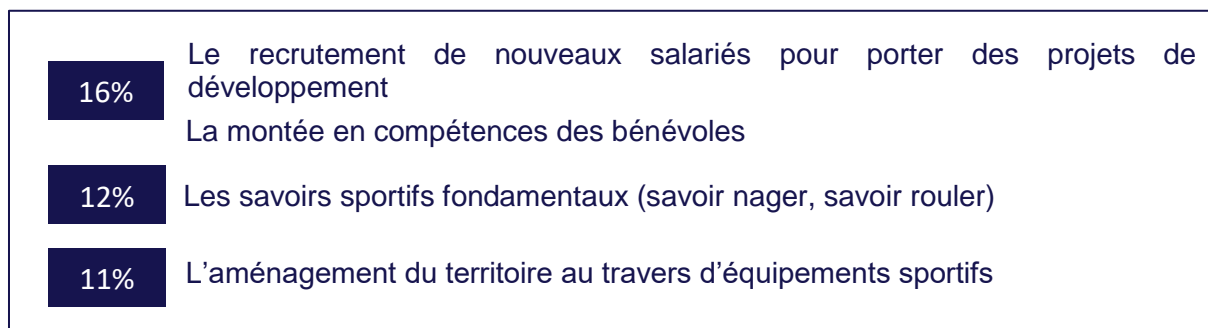 Le recrutement de nouveaux salariés pour porter des projets de
développement
16%
La montée en compétences des bénévoles
12% Les savoirs sportifs fondamentaux (savoir nager, savoir rouler)
11% L’aménagement du territoire au travers d’équipements sportifs